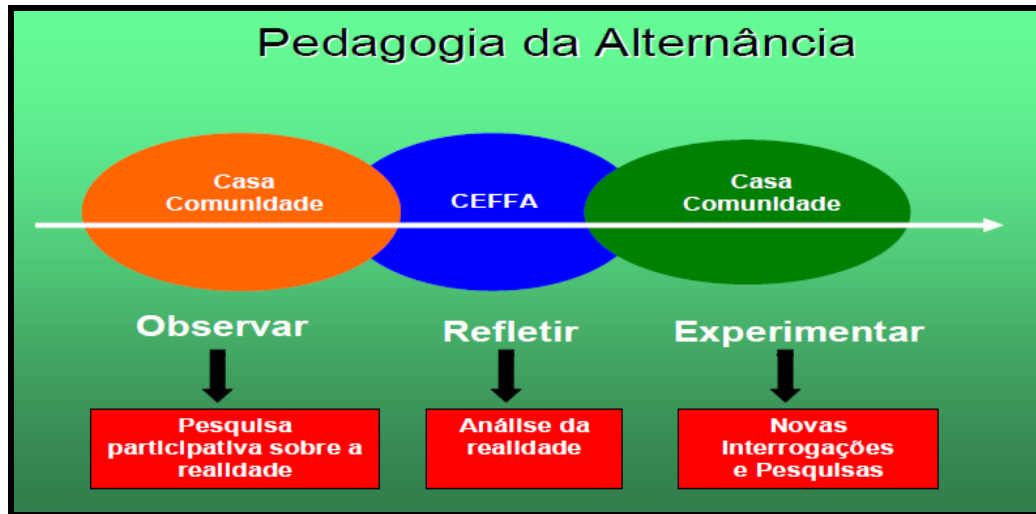 Pedagogia da Alternância
Casa
Comunidade
CEFFA
Casa
Comunidade
Observar
Refletir
Experimentar
Pesquisa
participativa sobre a
realidade
Análise da
realidade
Novas
Interrogações
e Pesquisas